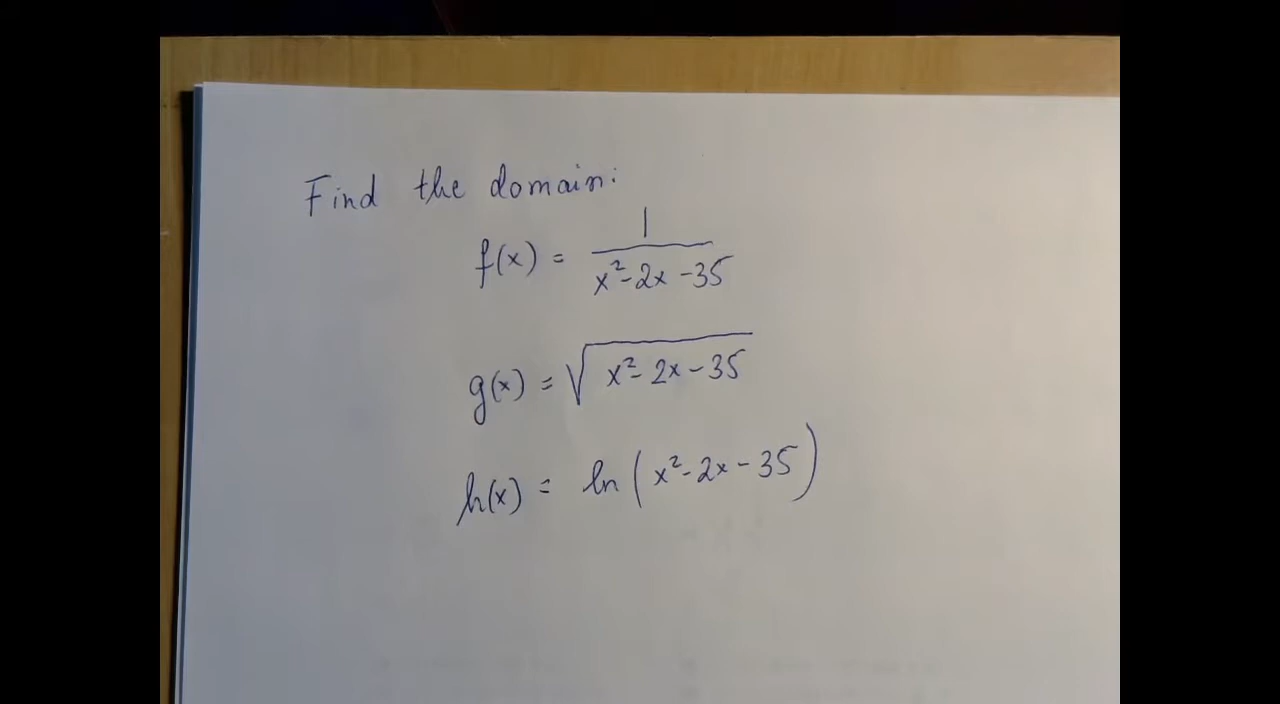 Find the domain:
f(x) = 1/(x²-2x-35)
g(x) = √(x²-2x-35)
h(x) = ln(x²-2x-35)